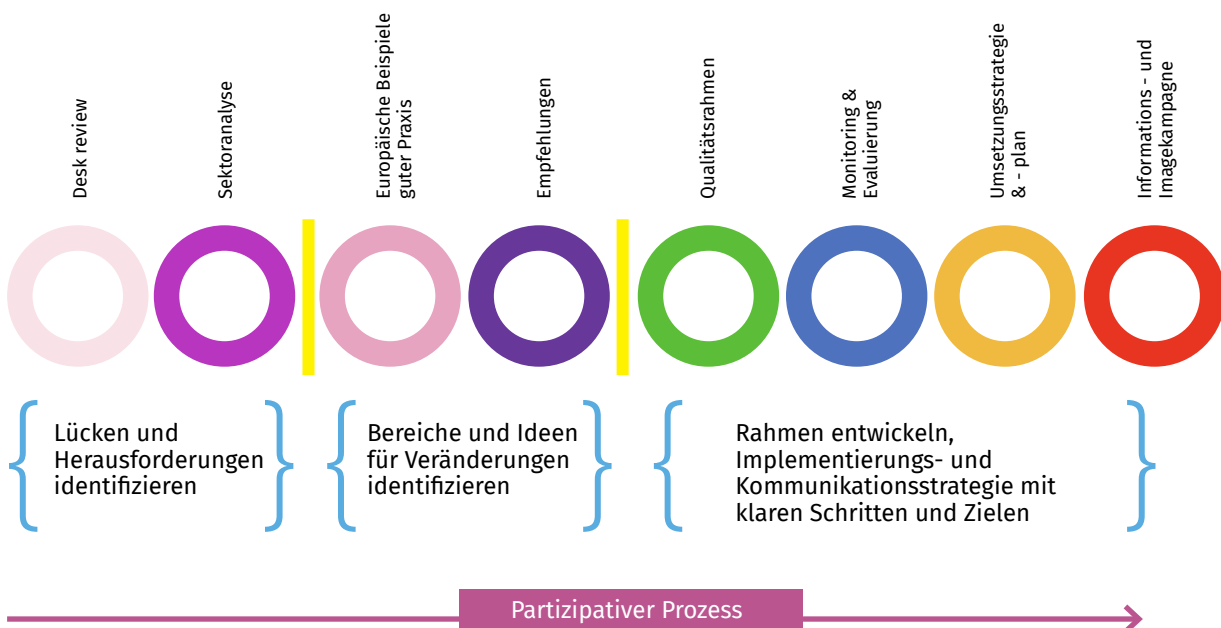 Desk review
Sektoranalyse
Europäische Beispiele
guter Praxis
Empfehlungen
Qualitätsrahmen
Monitoring &
Evaluierung
Umsetzungsstrategie
& - plan
Informations - und
Imagekampagne
Lücken und
Herausforderungen
identifizieren
Bereiche und Ideen
für Veränderungen
identifizieren
Rahmen entwickeln,
Implementierungs- und
Kommunikationsstrategie mit
klaren Schritten und Zielen
Partizipativer Prozess